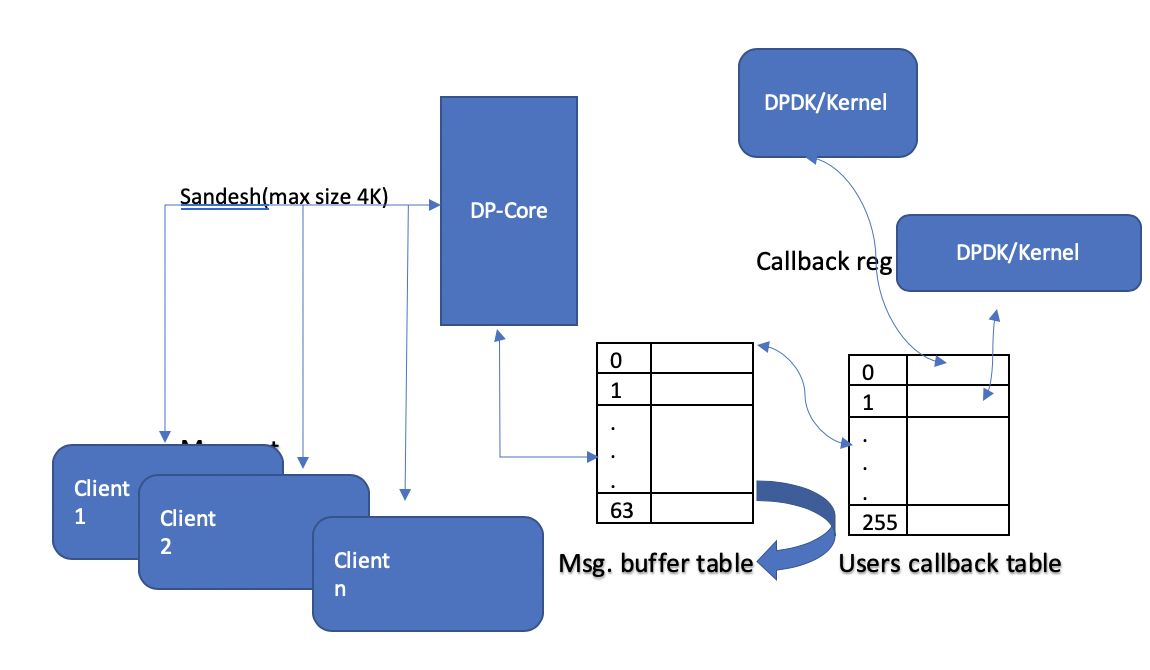 DPDK/Kernel
Sandesh(max size 4K)
DP-Core
DPDK/Kernel
Callback reg
0
1
.
.
.
63
0
1
.
.
.
255
Client
1
Client
2
Client
n
Msg. buffer table
Users callback table